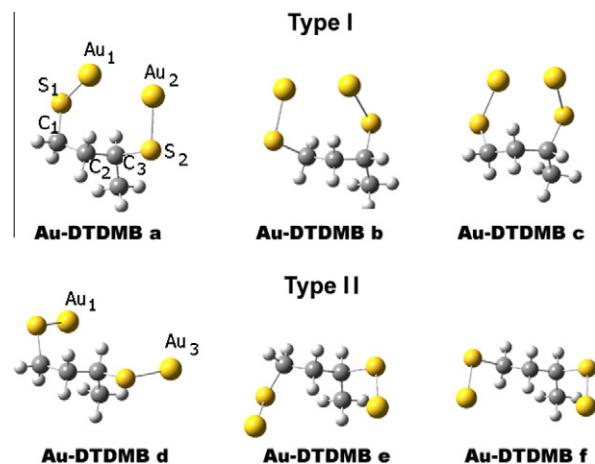 Type I
Au1
Au2
S1
C1
S2
C2 C3
Au-DTDMB a Au-DTDMB b Au-DTDMB c
Type II
Au1
Au3
Au-DTDMB d Au-DTDMB e Au-DTDMB f